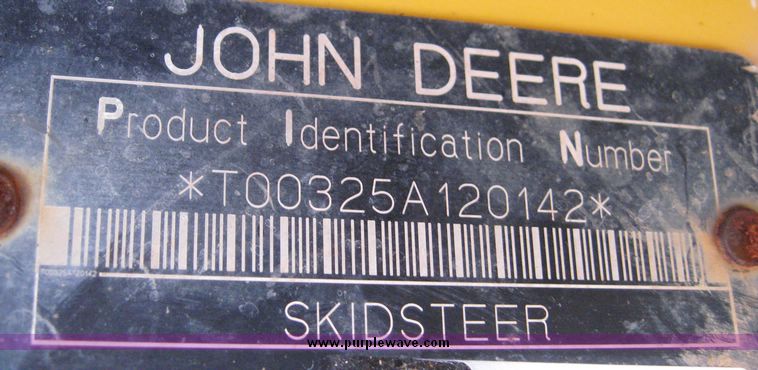 JOHN DEERE
Product Identification Number
*T00325A120142*
T00325A120142
SKIDSTEER
www.purplewave.com